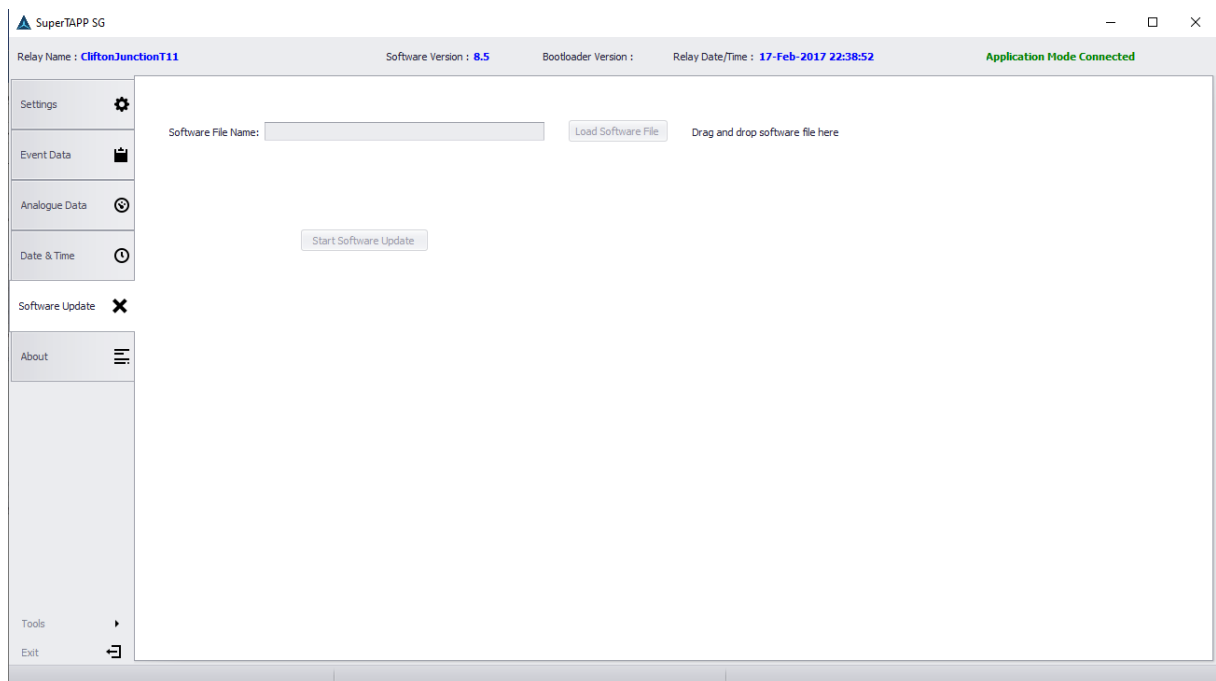 SuperTAPP SG
Relay Name : CliftonJunctionT11 Software Version : 8.5 Bootloader Version : Relay Date/Time : 17-Feb-2017 22:38:52 Application Mode Connected
Settings
Software File Name: Load Software File Drag and drop software file here
Event Data
Analogue Data
Start Software Update
Date & Time
Software Update
About
Tools
Exit